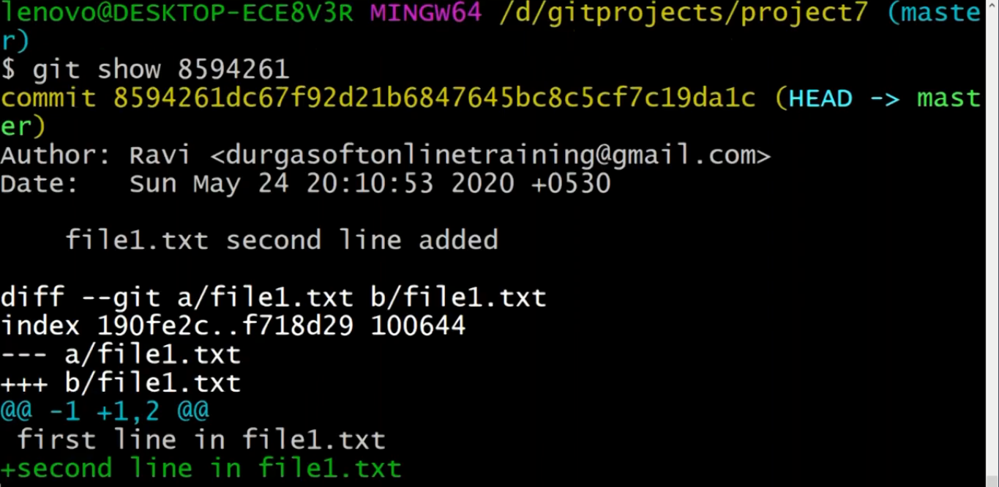 lenovo@DESKTOP-ECE8V3R MINGW64 /d/gitprojects/project7 (maste
r)
$ git show 8594261
commit 8594261dc67f92d21b6847645bc8c5cf7c19da1c (HEAD -> mast
er)
Author: Ravi <durgasoftonlinetraining@gmail.com>
Date:   Sun May 24 20:10:53 2020 +0530
    file1.txt second line added
diff --git a/file1.txt b/file1.txt
index 190fe2c..f718d29 100644
--- a/file1.txt
+++ b/file1.txt
@@ -1 +1,2 @@
 first line in file1.txt
+second line in file1.txt